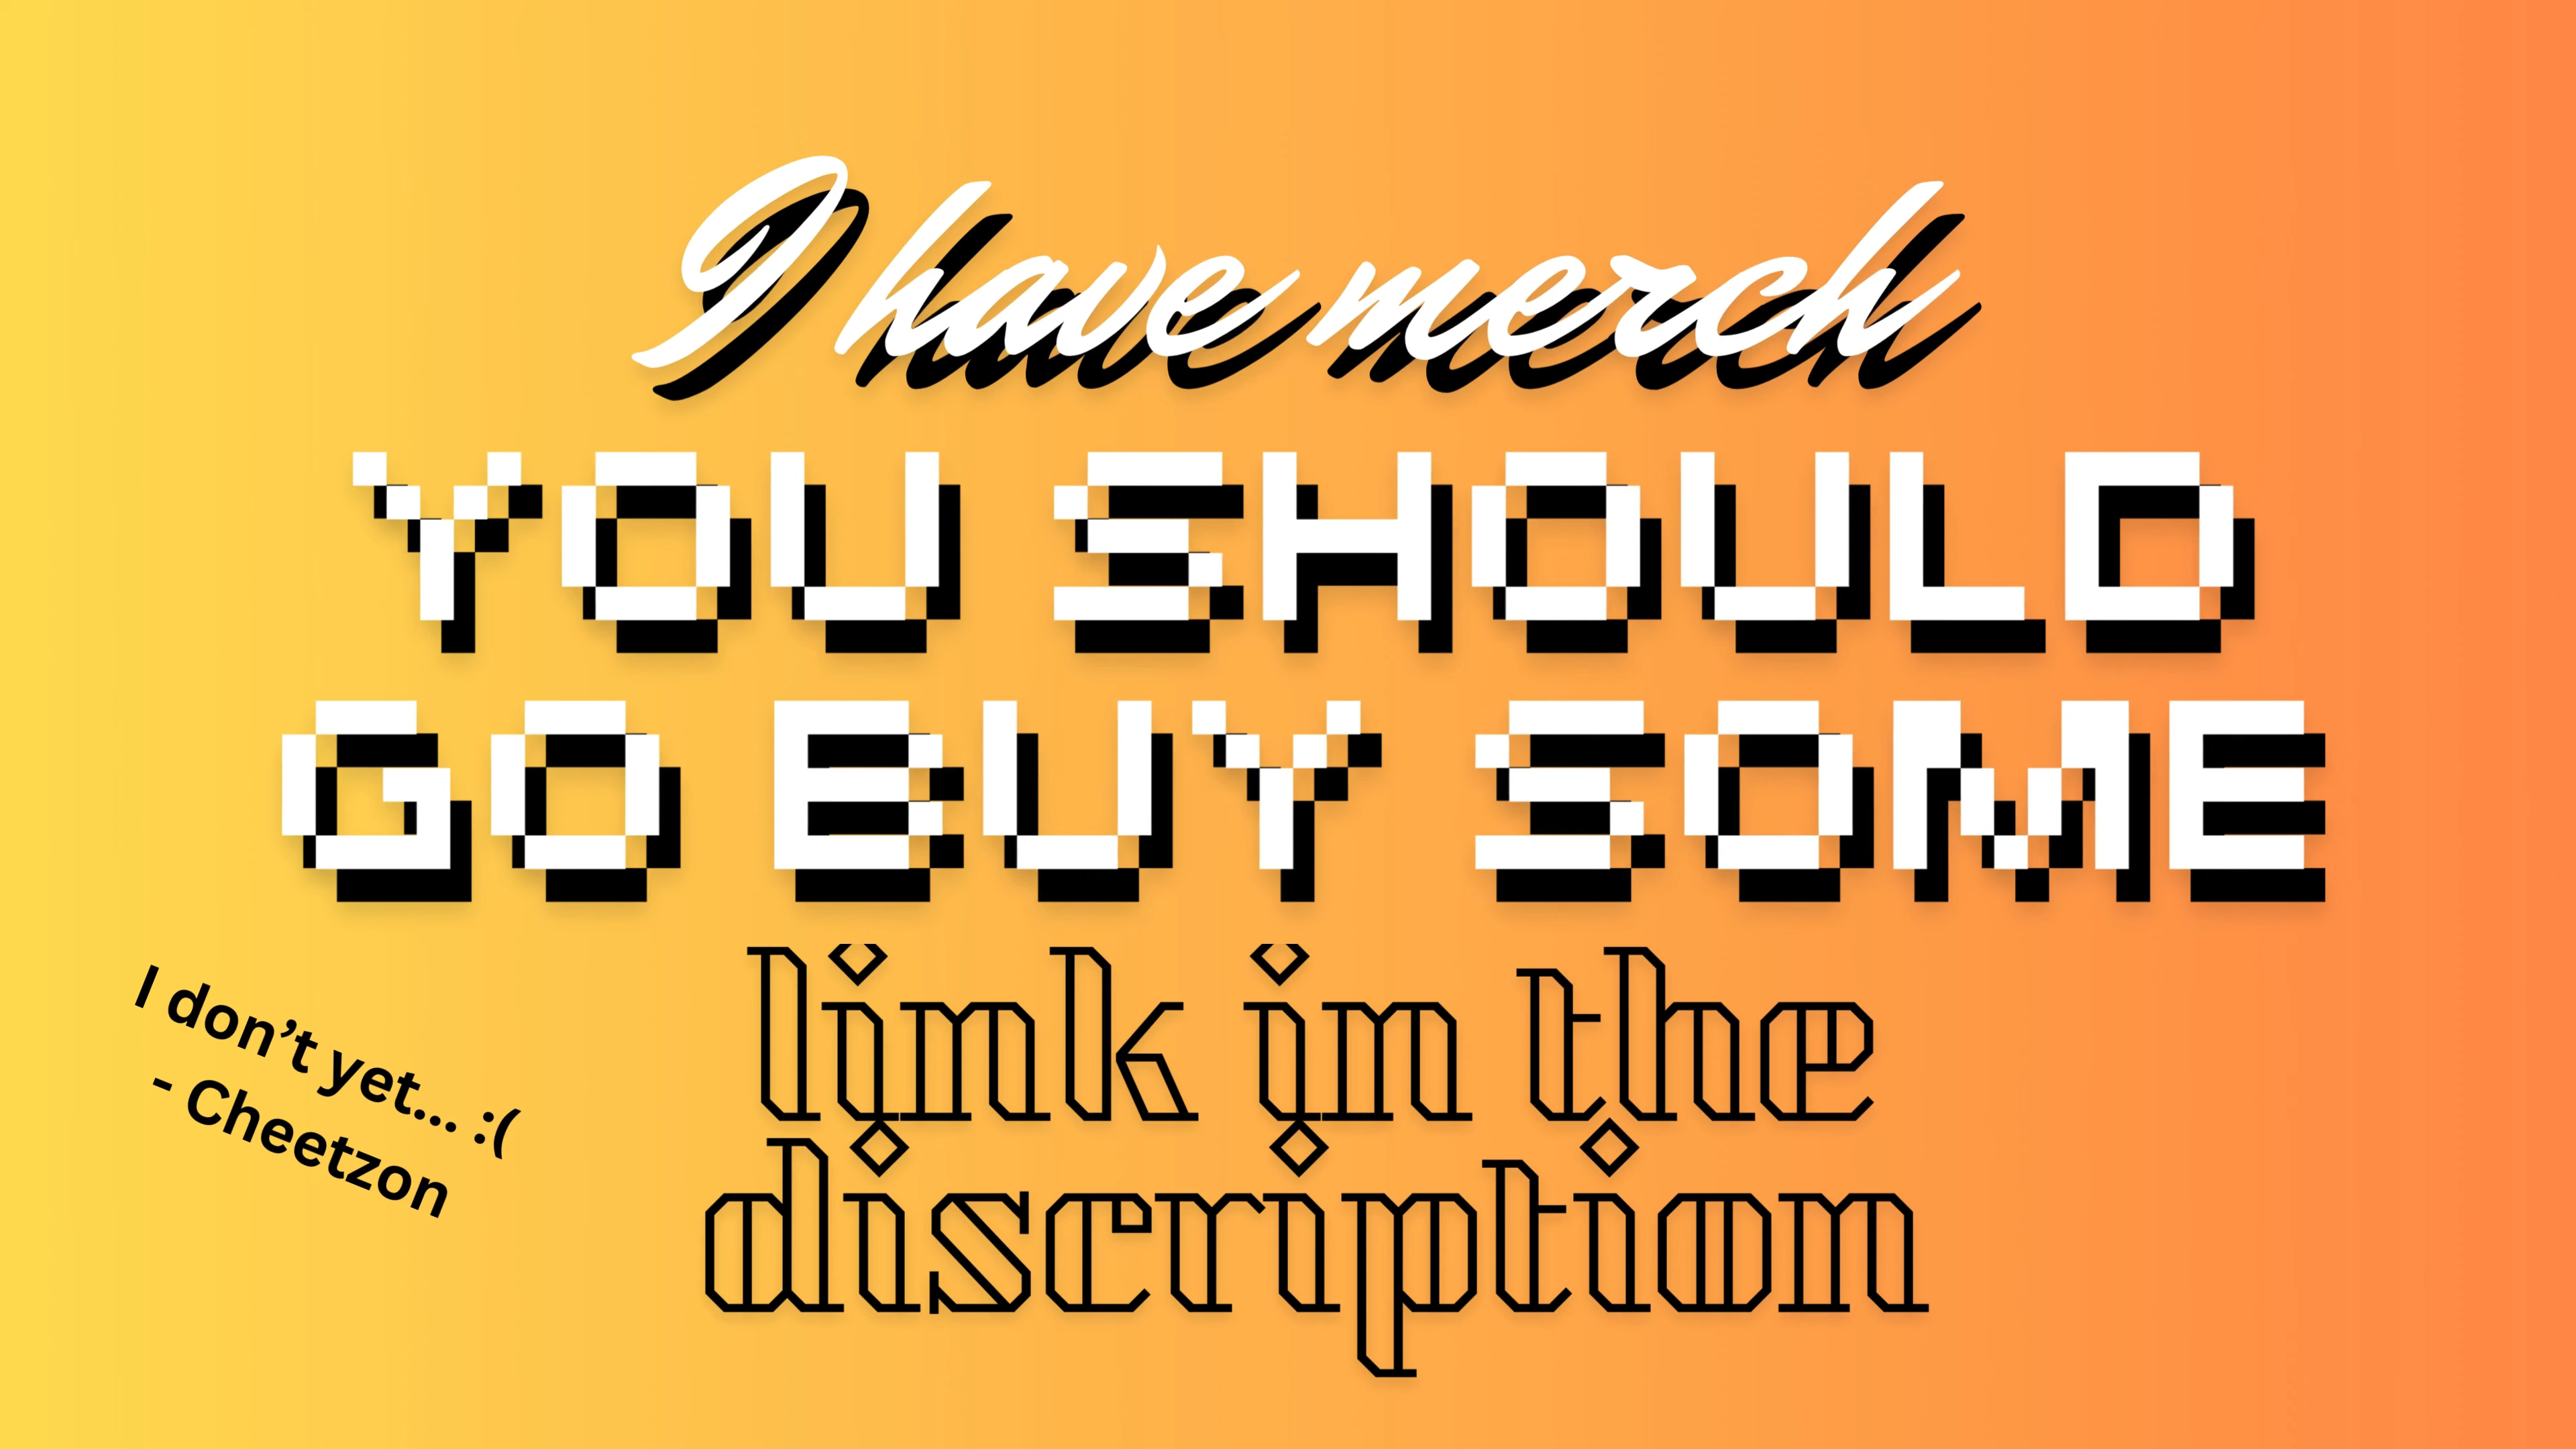 I have merch
YOU SHOULD
GO BUY SOME
link in the
discription
I don't yet... :(
- Cheetzon